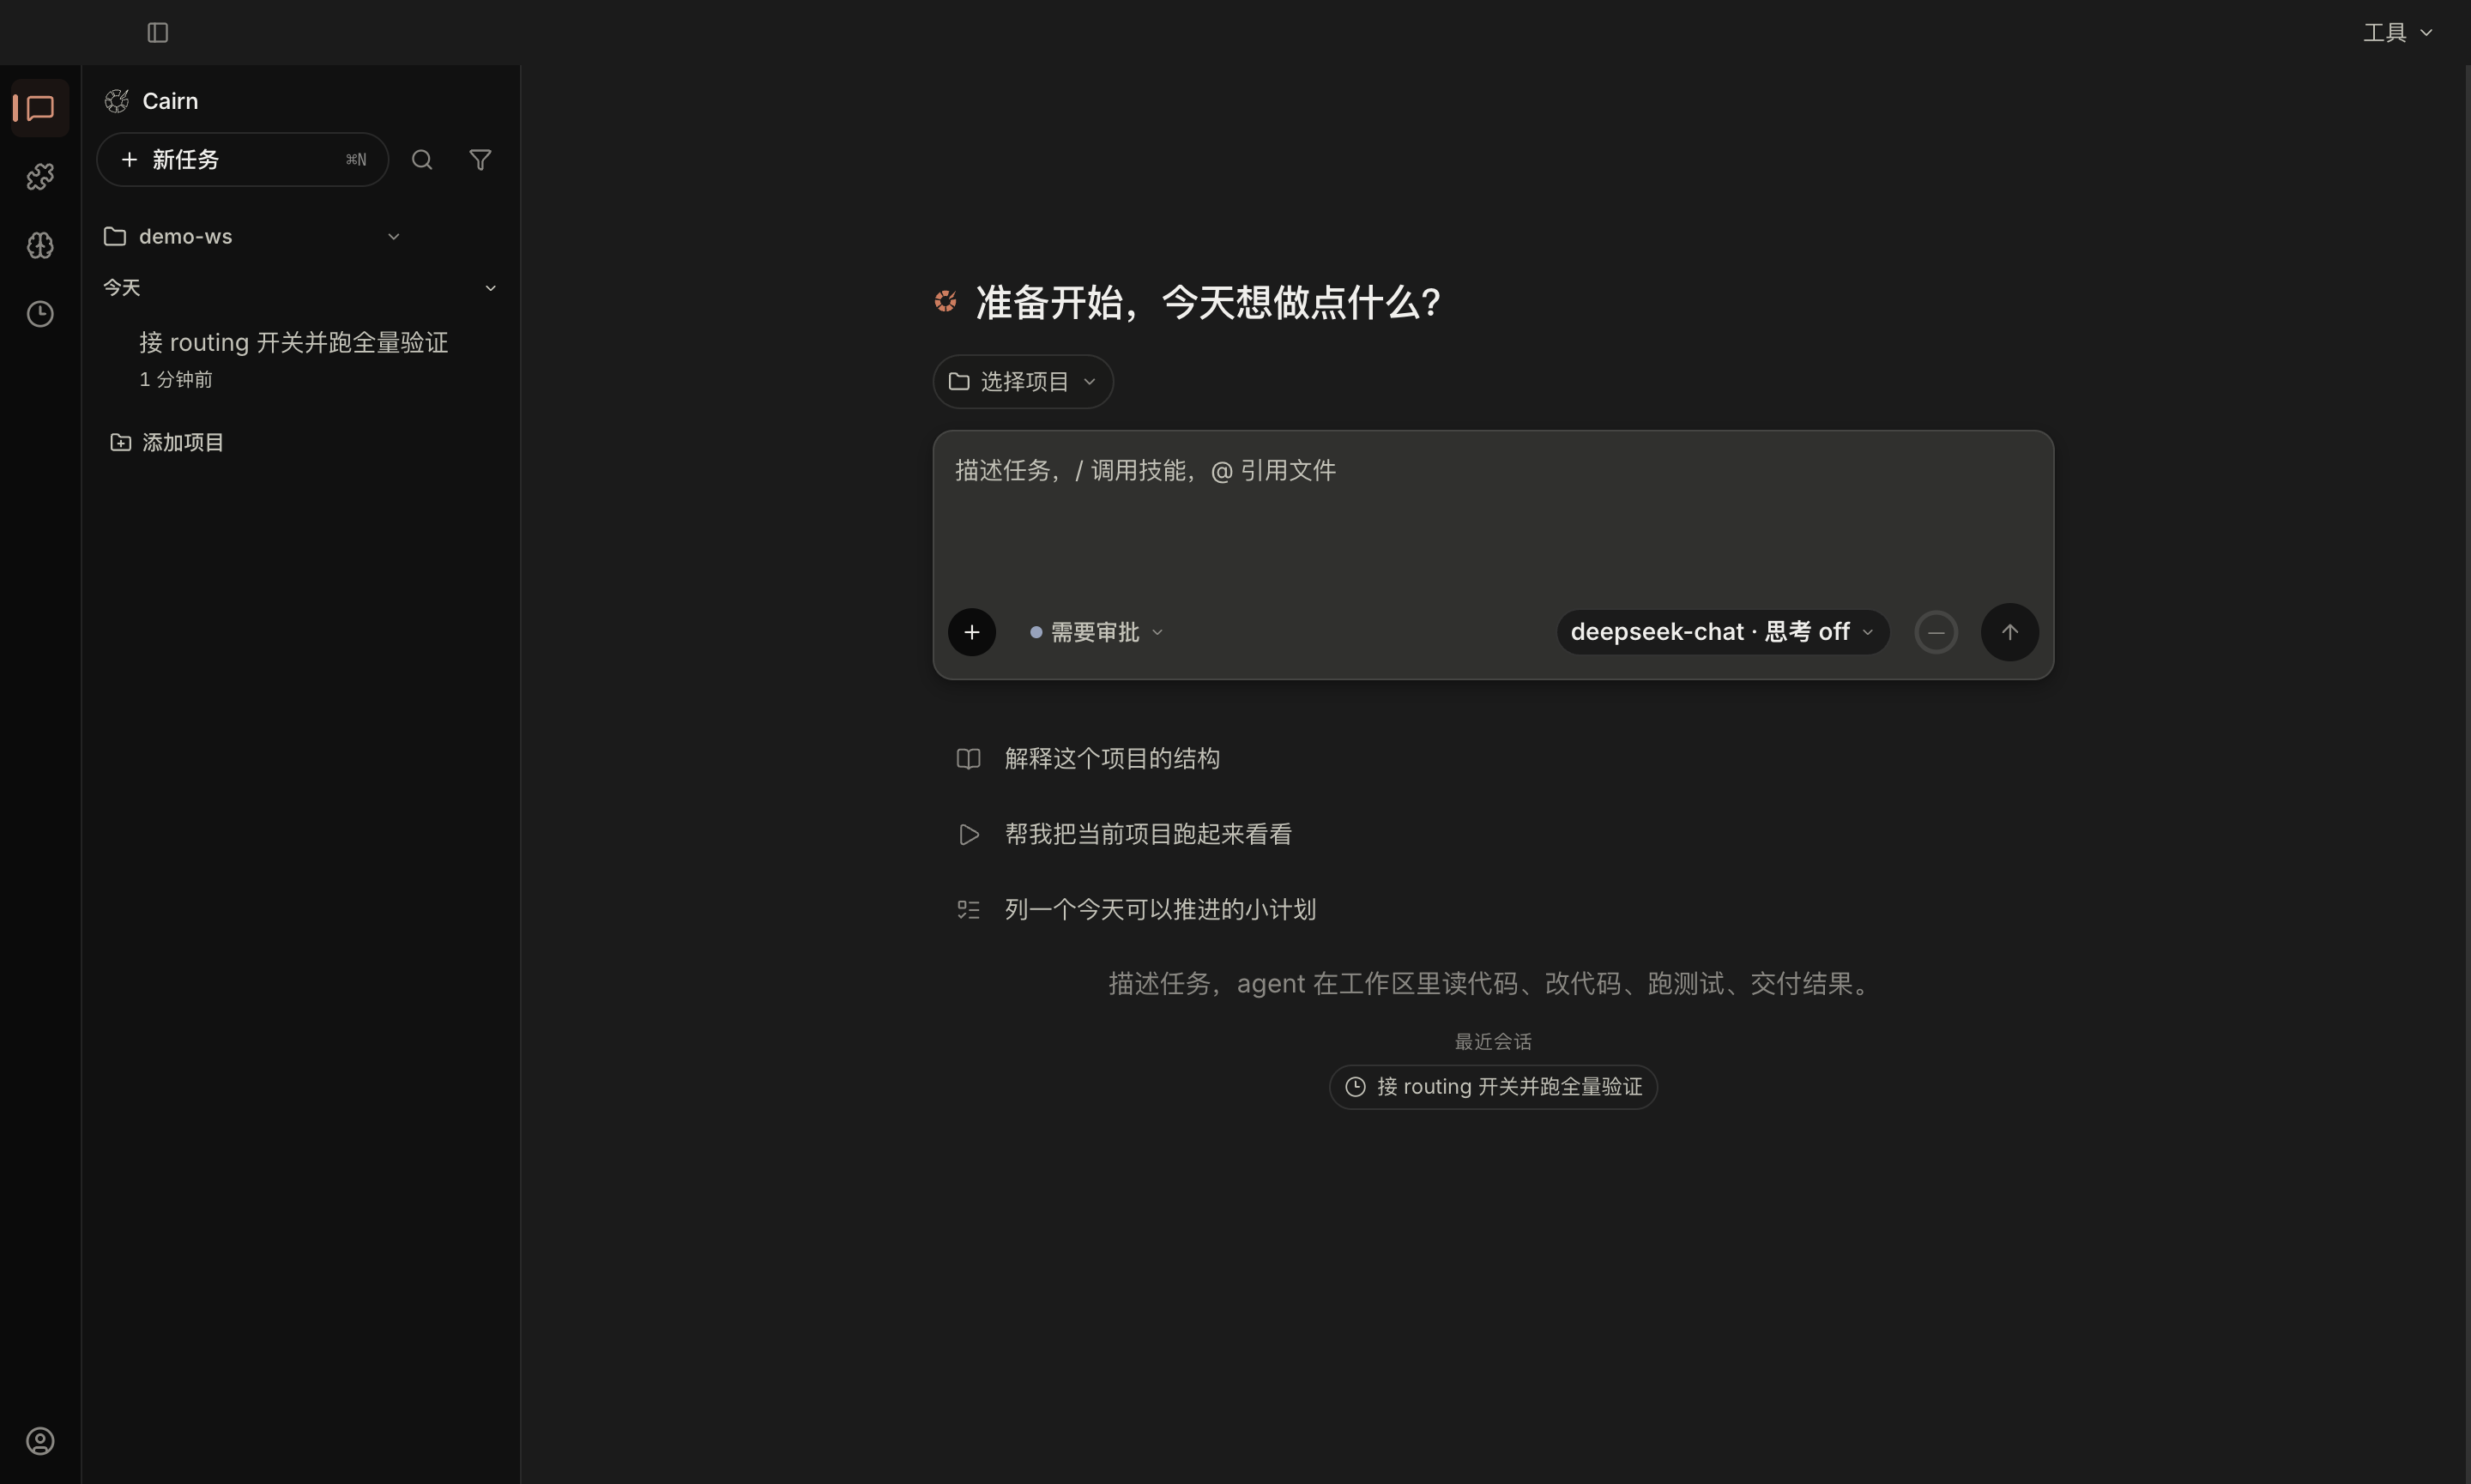 工具
Cairn
新任务 ⌘N
demo-ws
今天
接 routing 开关并跑全量验证
1 分钟前
添加项目
准备开始，今天想做点什么？
选择项目
描述任务，/ 调用技能，@ 引用文件
需要审批
deepseek-chat · 思考 off
解释这个项目的结构
帮我把当前项目跑起来看看
列一个今天可以推进的小计划
描述任务，agent 在工作区里读代码、改代码、跑测试、交付结果。
最近会话
接 routing 开关并跑全量验证